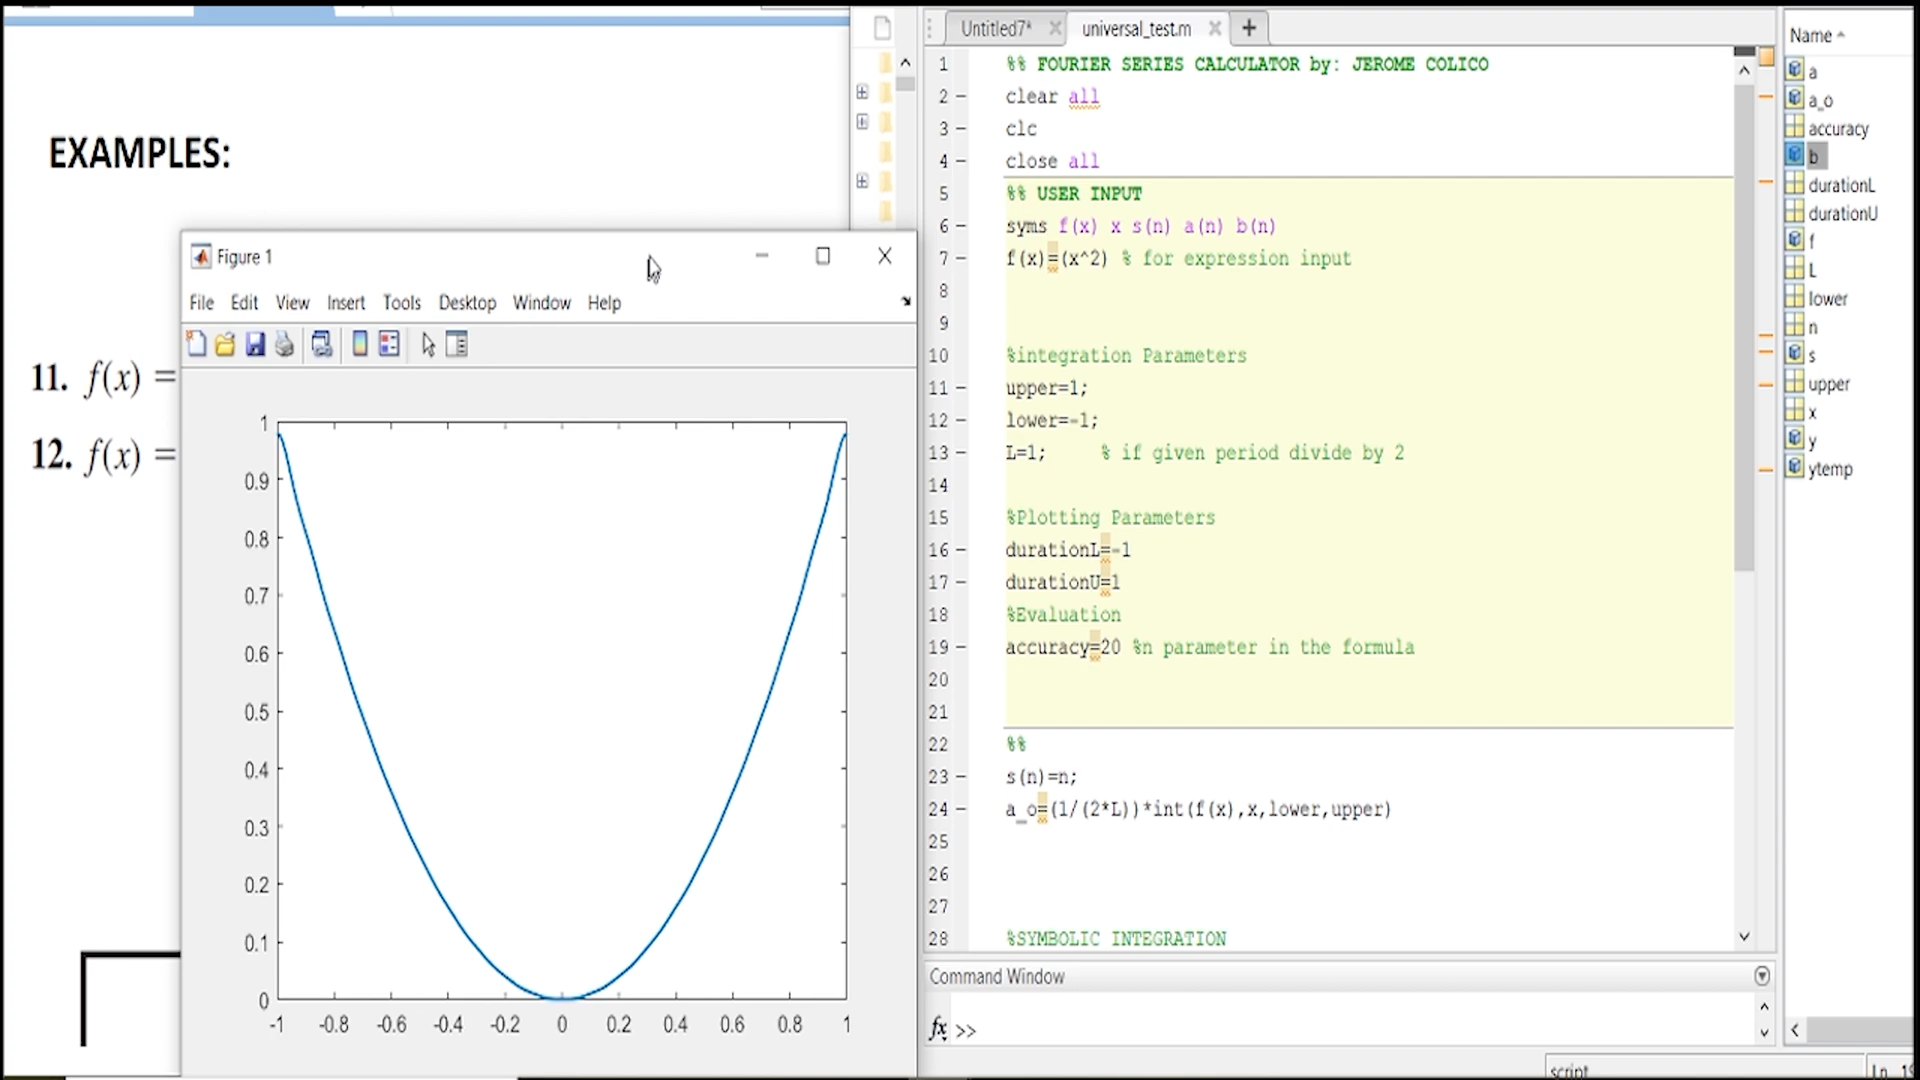 EXAMPLES:
11. f(x) =
12. f(x) =
Figure 1
File Edit View Insert Tools Desktop Window Help
1
0.9
0.8
0.7
0.6
0.5
0.4
0.3
0.2
0.1
0
-1 -0.8 -0.6 -0.4 -0.2 0 0.2 0.4 0.6 0.8 1
Untitled7* universal_test.m
1 %% FOURIER SERIES CALCULATOR by: JEROME COLICO
2 – clear all
3 – clc
4 – close all
5 %% USER INPUT
6 – syms f(x) x s(n) a(n) b(n)
7 – f(x)=(x^2) % for expression input
8
9
10 %integration Parameters
11 – upper=1;
12 – lower=-1;
13 – L=1; % if given period divide by 2
14
15 %Plotting Parameters
16 – durationL=-1
17 – durationU=1
18 %Evaluation
19 – accuracy=20 %n parameter in the formula
20
21
22 %%
23 – s(n)=n;
24 – a_o=(1/(2*L))*int(f(x),x,lower,upper)
25
26
27
28 %SYMBOLIC INTEGRATION
Command Window
fx >>
Name
a
a_o
accuracy
b
durationL
durationU
f
L
lower
n
s
upper
x
y
ytemp
script
Ln 19